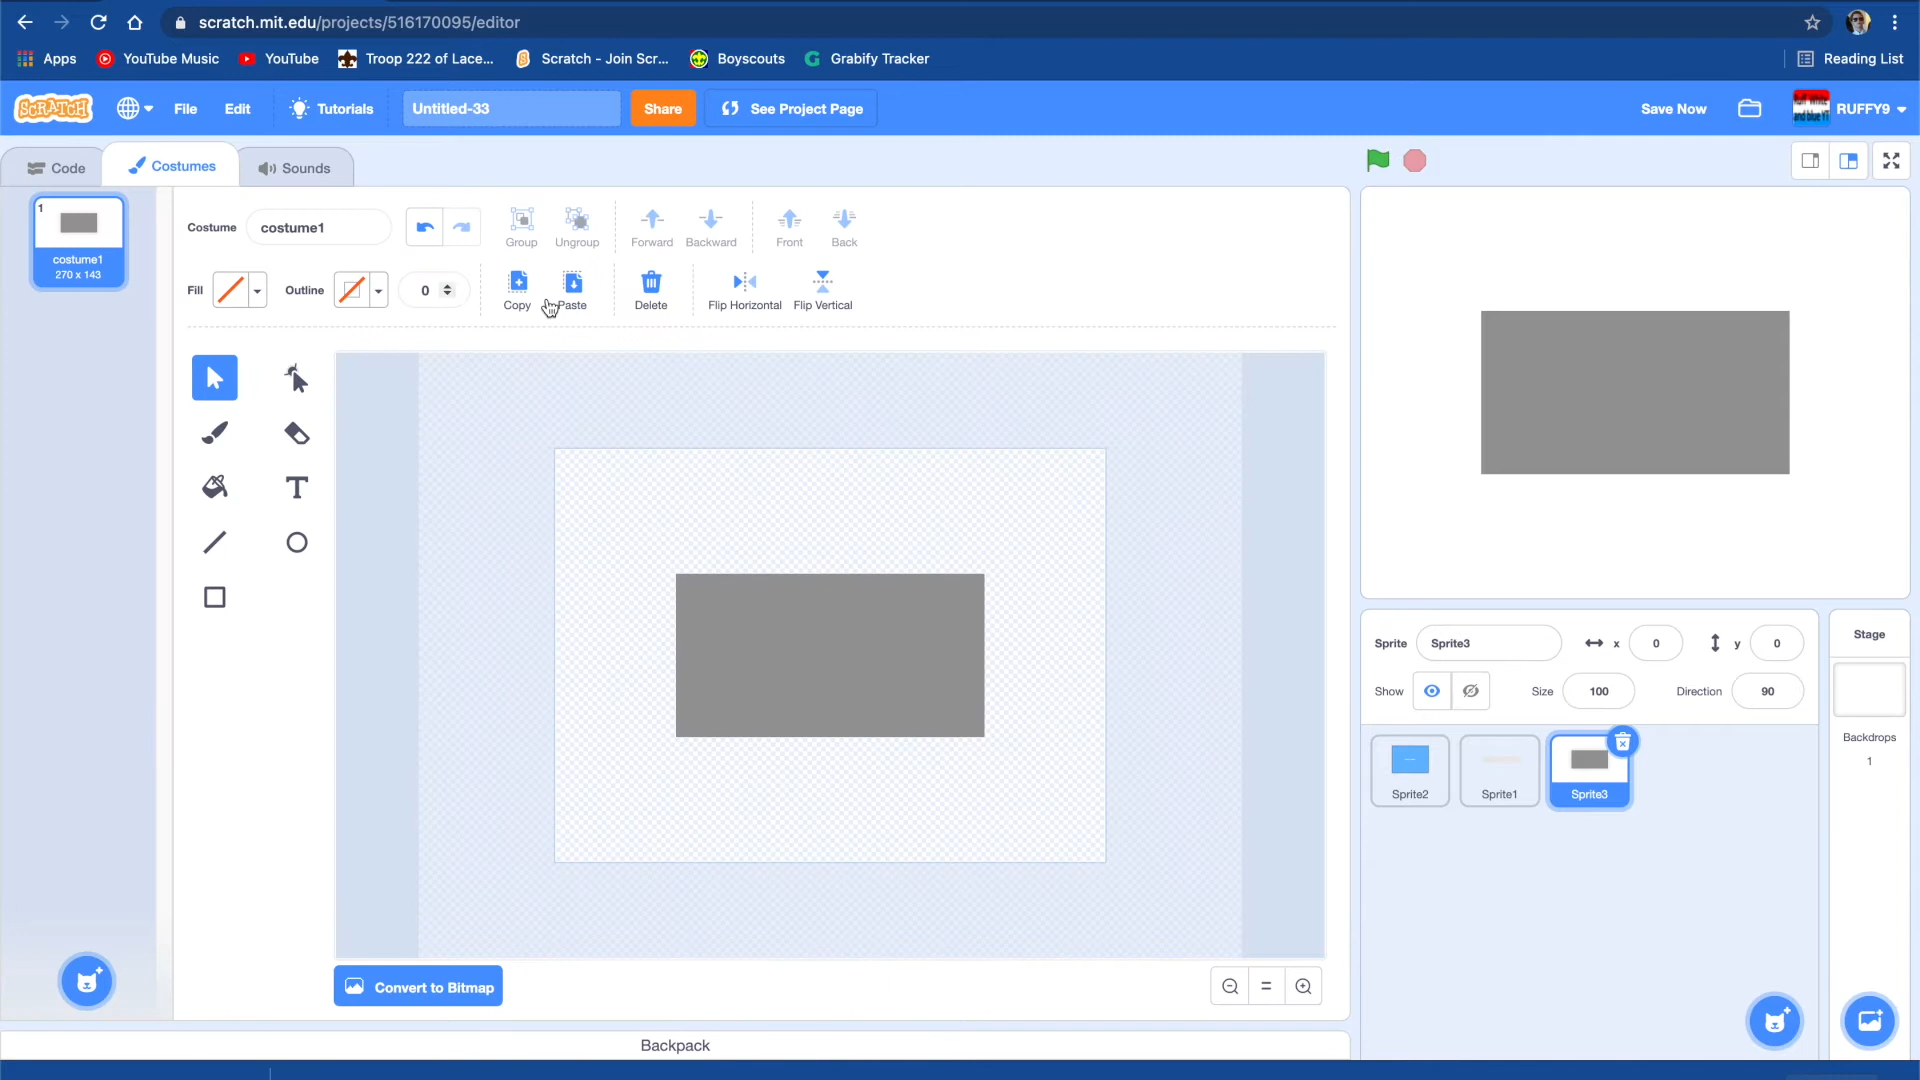 scratch.mit.edu/projects/516170095/editor
Apps YouTube Music YouTube Troop 222 of Lace... Scratch - Join Scr... Boyscouts Grabify Tracker Reading List
SCRATCH File Edit Tutorials Untitled-33 Share See Project Page Save Now RUFFY9
Code Costumes Sounds
1
costume1
270 x 143
Costume costume1 Group Ungroup Forward Backward Front Back
Fill Outline 0 Copy Paste Delete Flip Horizontal Flip Vertical
T
Convert to Bitmap
Backpack
Sprite Sprite3 x 0 y 0
Show Size 100 Direction 90
Sprite2 Sprite1 Sprite3
Stage
Backdrops
1